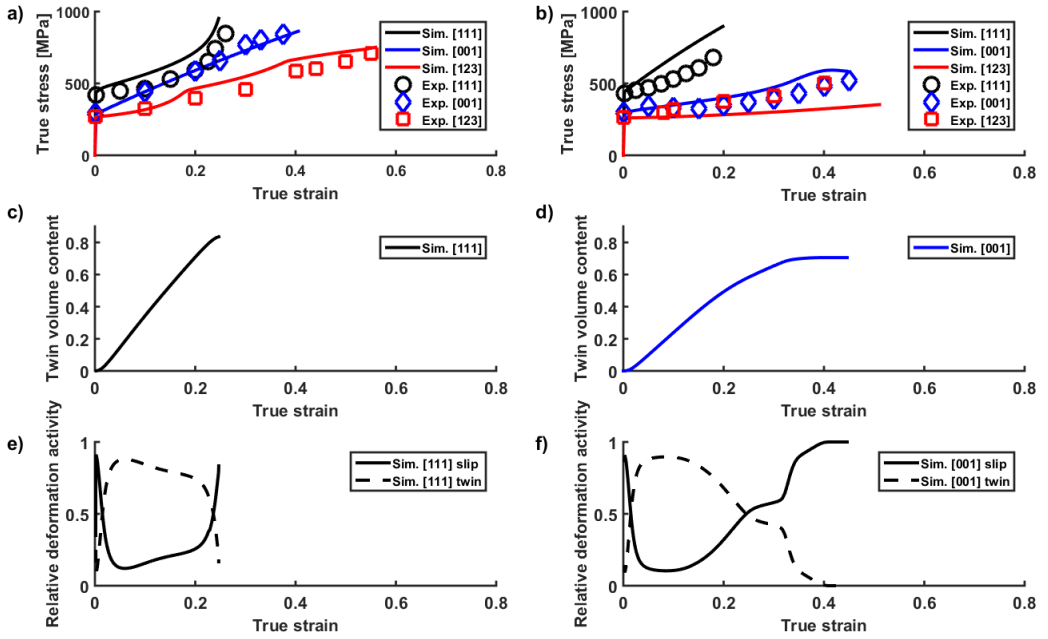 a)
True stress [MPa]
1000
500
0
0
0.2
0.4
0.6
0.8
True strain
Sim. [111]
Sim. [001]
Sim. [123]
Exp. [111]
Exp. [001]
Exp. [123]
b)
True stress [MPa]
1000
500
0
0
0.2
0.4
0.6
0.8
True strain
Sim. [111]
Sim. [001]
Sim. [123]
Exp. [111]
Exp. [001]
Exp. [123]
c)
Twin volume content
0.8
0.6
0.4
0.2
0
0
0.2
0.4
0.6
0.8
True strain
Sim. [111]
d)
Twin volume content
0.8
0.6
0.4
0.2
0
0
0.2
0.4
0.6
0.8
True strain
Sim. [001]
e)
Relative deformation activity
1
0.5
0
0
0.2
0.4
0.6
0.8
True strain
Sim. [111] slip
Sim. [111] twin
f)
Relative deformation activity
1
0.5
0
0
0.2
0.4
0.6
0.8
True strain
Sim. [001] slip
Sim. [001] twin